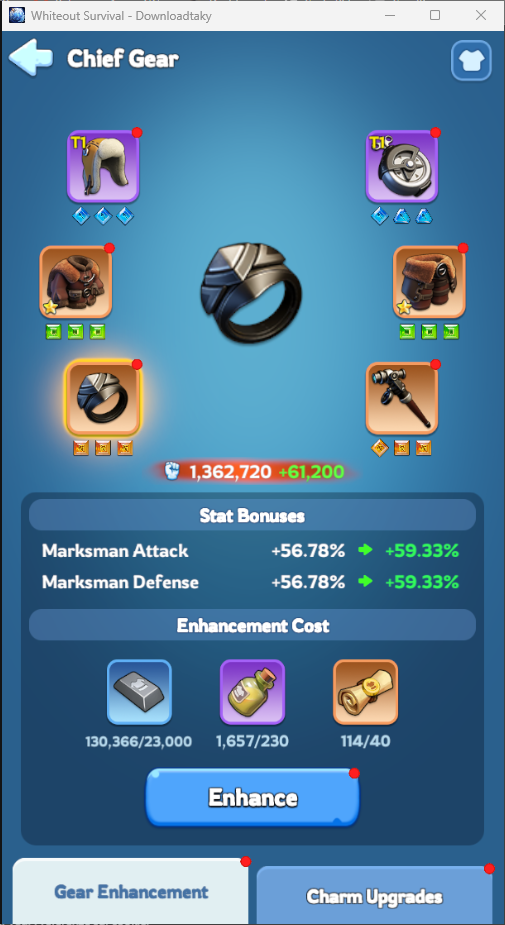 Whiteout Survival - Downloadtaky
Chief Gear
T1
T1
1,362,720 +61,200
Stat Bonuses
Marksman Attack +56.78% +59.33%
Marksman Defense +56.78% +59.33%
Enhancement Cost
130,366/23,000 1,657/230 114/40
Enhance
Gear Enhancement
Charm Upgrades